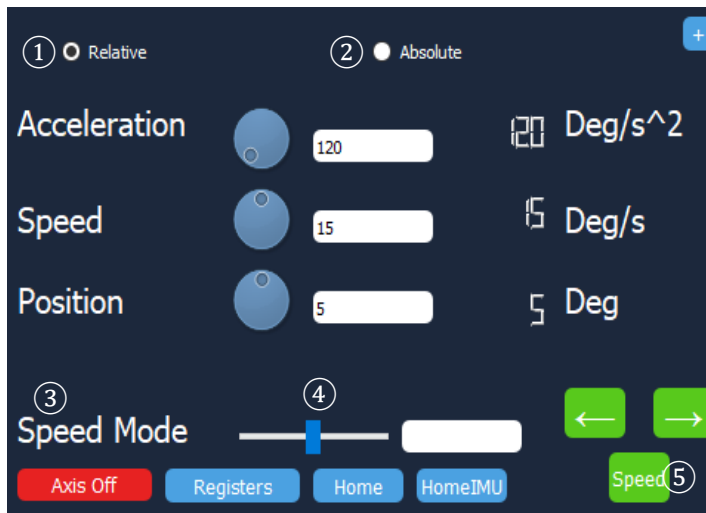 ① Relative ② Absolute +
Acceleration 120 120 Deg/s^2
Speed 15 15 Deg/s
Position 5 5 Deg
③ ④
Speed Mode ← →
Axis Off Registers Home HomeIMU Speed ⑤